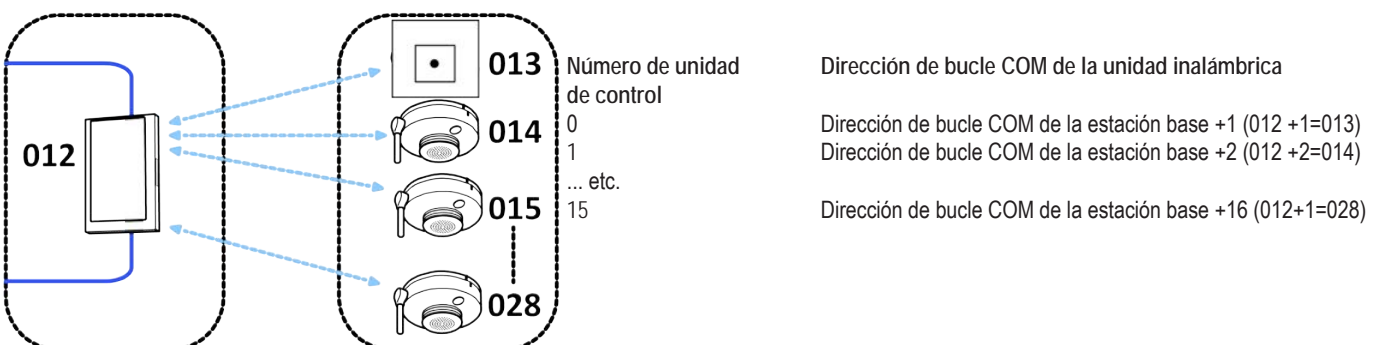 012
013
014
015
028
Número de unidad
de control
0
1
... etc.
15
Dirección de bucle COM de la unidad inalámbrica
Dirección de bucle COM de la estación base +1 (012 +1=013)
Dirección de bucle COM de la estación base +2 (012 +2=014)
Dirección de bucle COM de la estación base +16 (012+1=028)